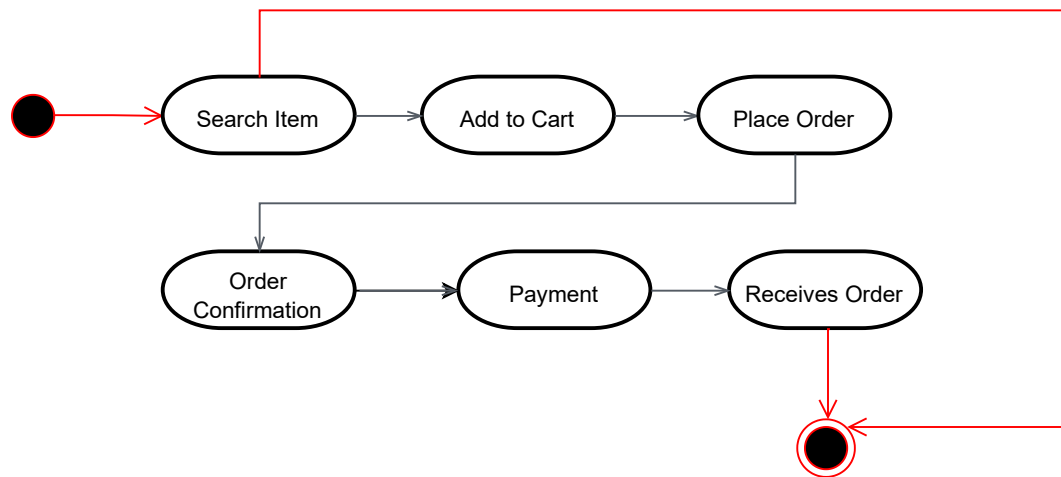 Search Item
Add to Cart
Place Order
Order
Confirmation
Payment
Receives Order